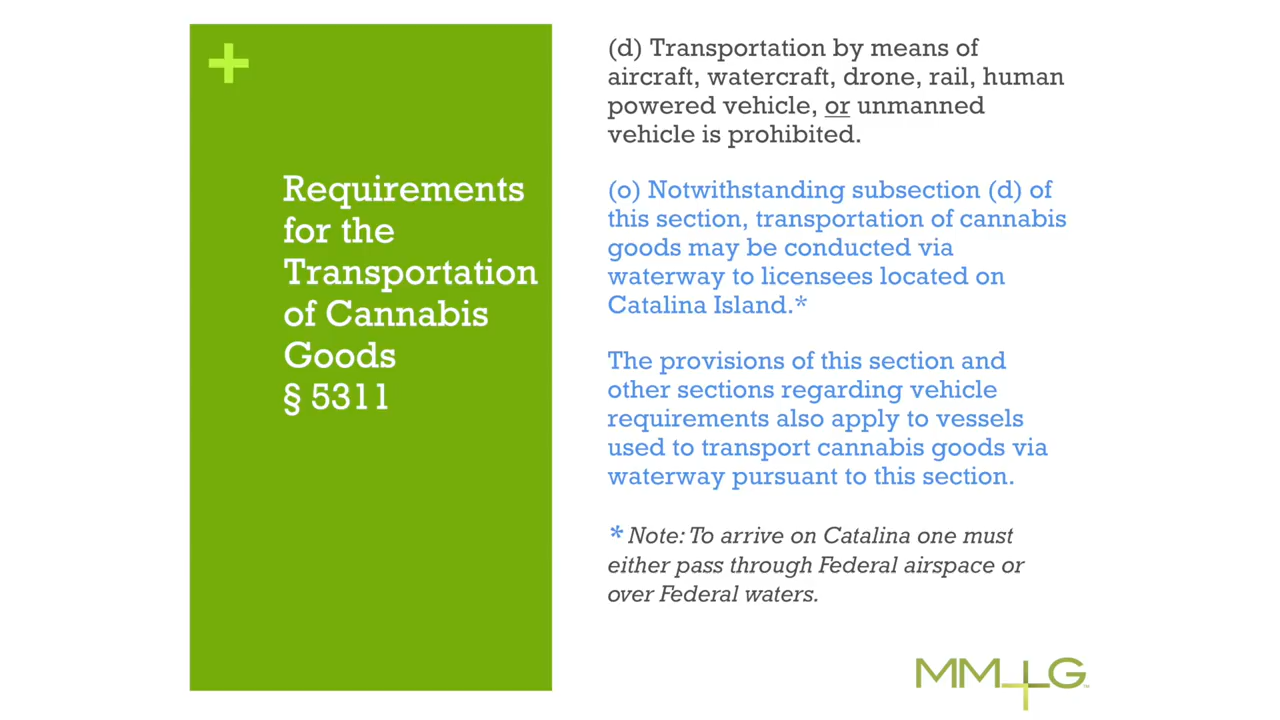 +
Requirements
for the
Transportation
of Cannabis
Goods
§ 5311
(d) Transportation by means of
aircraft, watercraft, drone, rail, human
powered vehicle, or unmanned
vehicle is prohibited.
(o) Notwithstanding subsection (d) of
this section, transportation of cannabis
goods may be conducted via
waterway to licensees located on
Catalina Island.*
The provisions of this section and
other sections regarding vehicle
requirements also apply to vessels
used to transport cannabis goods via
waterway pursuant to this section.
* Note: To arrive on Catalina one must
either pass through Federal airspace or
over Federal waters.
MMLG™